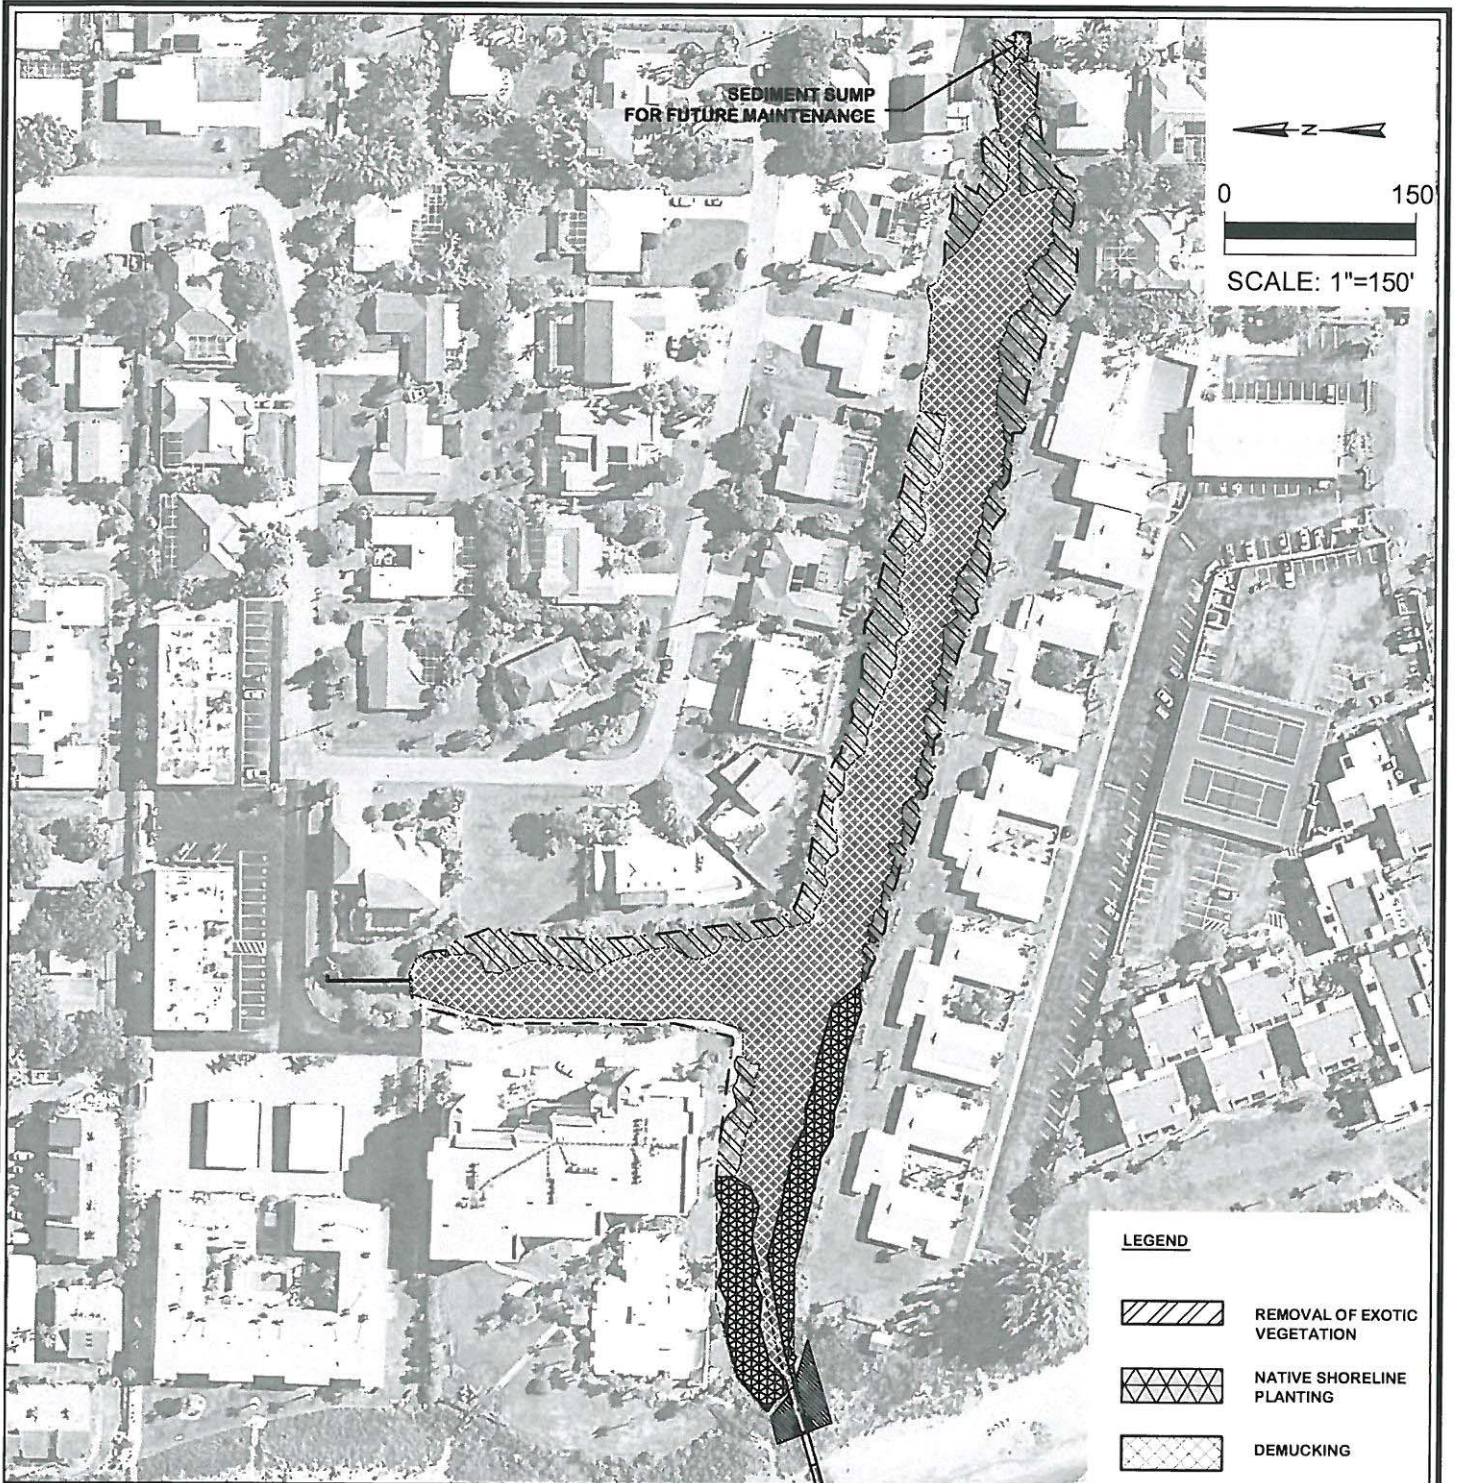 SEDIMENT SUMP
FOR FUTURE MAINTENANCE
N
0 150'
SCALE: 1"=150'
LEGEND
REMOVAL OF EXOTIC
VEGETATION
NATIVE SHORELINE
PLANTING
DEMUCKING